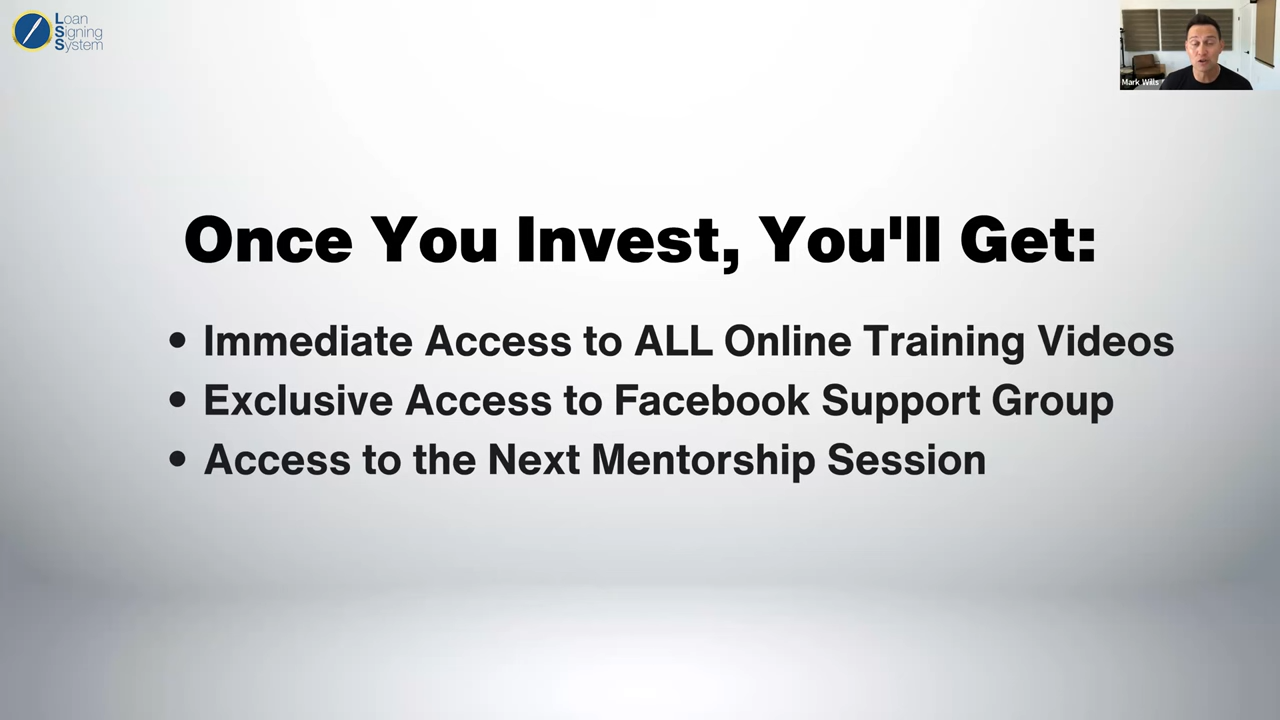 Loan
Signing
System
Mark Wills
Once You Invest, You'll Get:
• Immediate Access to ALL Online Training Videos
• Exclusive Access to Facebook Support Group
• Access to the Next Mentorship Session